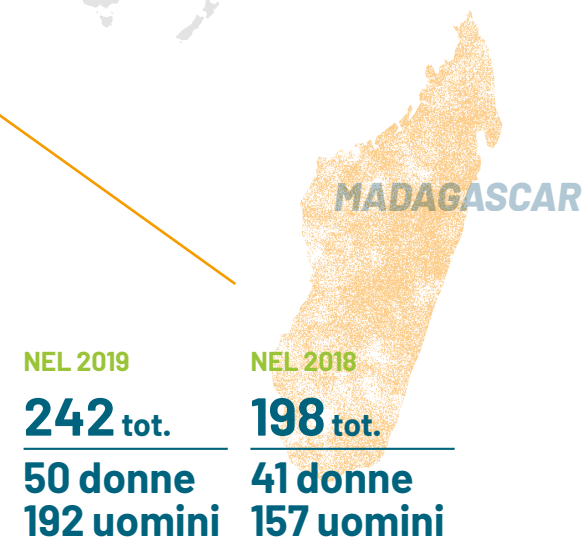 MADAGASCAR
NEL 2019
242 tot.
50 donne
192 uomini
NEL 2018
198 tot.
41 donne
157 uomini